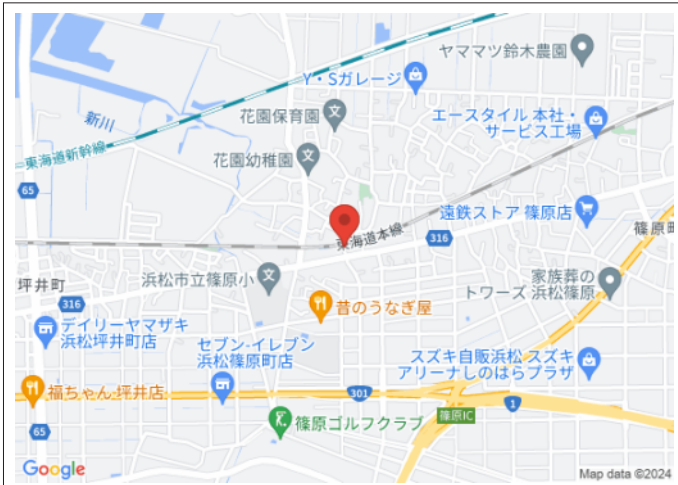 ヤママツ鈴木農園
Y・Sガレージ
新川
花園保育園
エースタイル 本社・
サービス工場
東海道新幹線
花園幼稚園
65
遠鉄ストア 篠原店
東海道本線
316
篠原町
坪井町
浜松市立篠原小
家族葬の
トワーズ 浜松篠原
316
昔のうなぎ屋
デイリーヤマザキ
浜松坪井町店
セブン-イレブン
浜松篠原町店
スズキ自販浜松 スズキ
アリーナしのはらプラザ
福ちゃん 坪井店
301
1
篠原IC
篠原ゴルフクラブ
65
Google
Map data ©2024